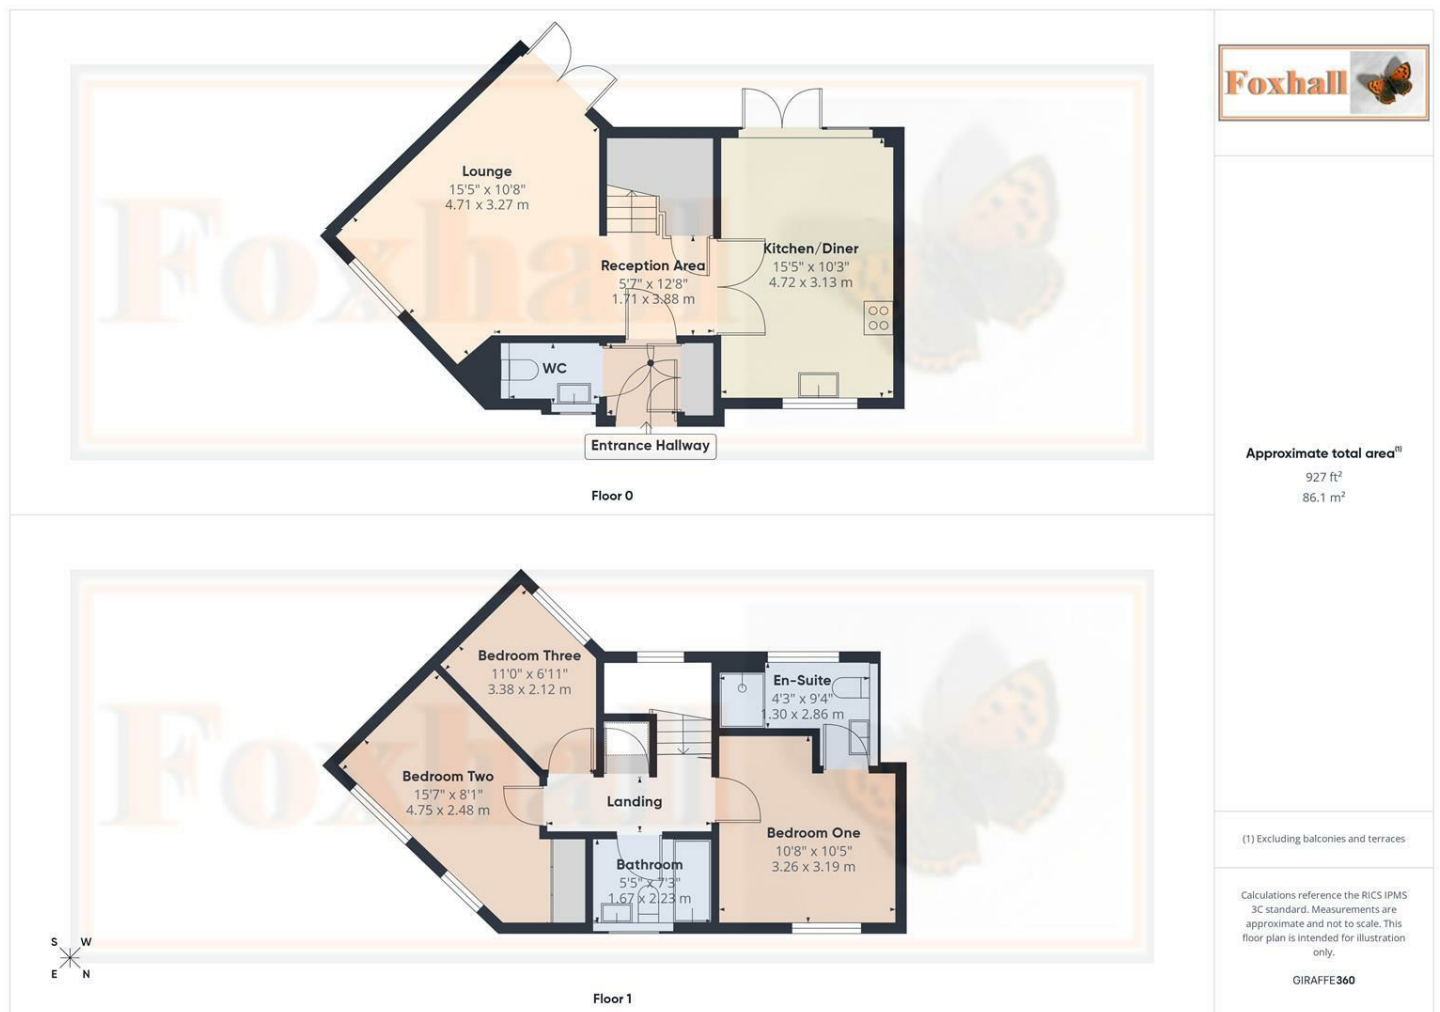 Foxhall
Foxhall
Lounge
15'5" x 10'8"
4.71 x 3.27 m
Kitchen/Diner
15'5" x 10'3"
4.72 x 3.13 m
Reception Area
5'7" x 12'8"
1.71 x 3.88 m
WC
Entrance Hallway
Floor 0
Approximate total area(1)
927 ft²
86.1 m²
Foxhall
Bedroom Three
11'0" x 6'11"
3.38 x 2.12 m
En-Suite
4'3" x 9'4"
1.30 x 2.86 m
Bedroom Two
15'7" x 8'1"
4.75 x 2.48 m
Landing
Bedroom One
10'8" x 10'5"
3.26 x 3.19 m
Bathroom
5'5" x 7'3"
1.67 x 2.23 m
S W
E N
Floor 1
(1) Excluding balconies and terraces
Calculations reference the RICS IPMS
3C standard. Measurements are
approximate and not to scale. This
floor plan is intended for illustration
only.
GIRAFFE360